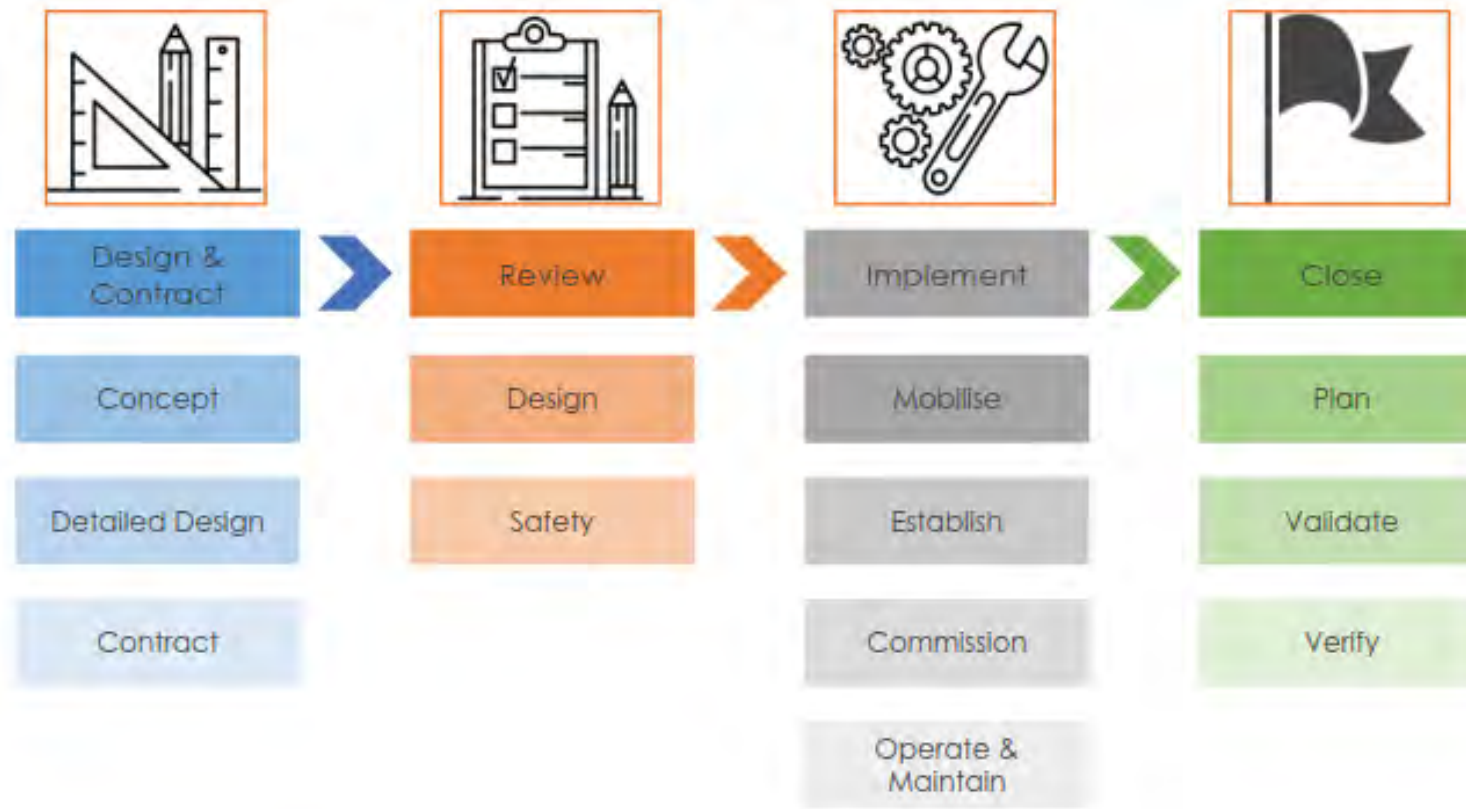 Design &
Contract
Review
Implement
Close
Concept
Design
Mobilise
Plan
Detailed Design
Safety
Establish
Validate
Contract
Commission
Verify
Operate &
Maintain